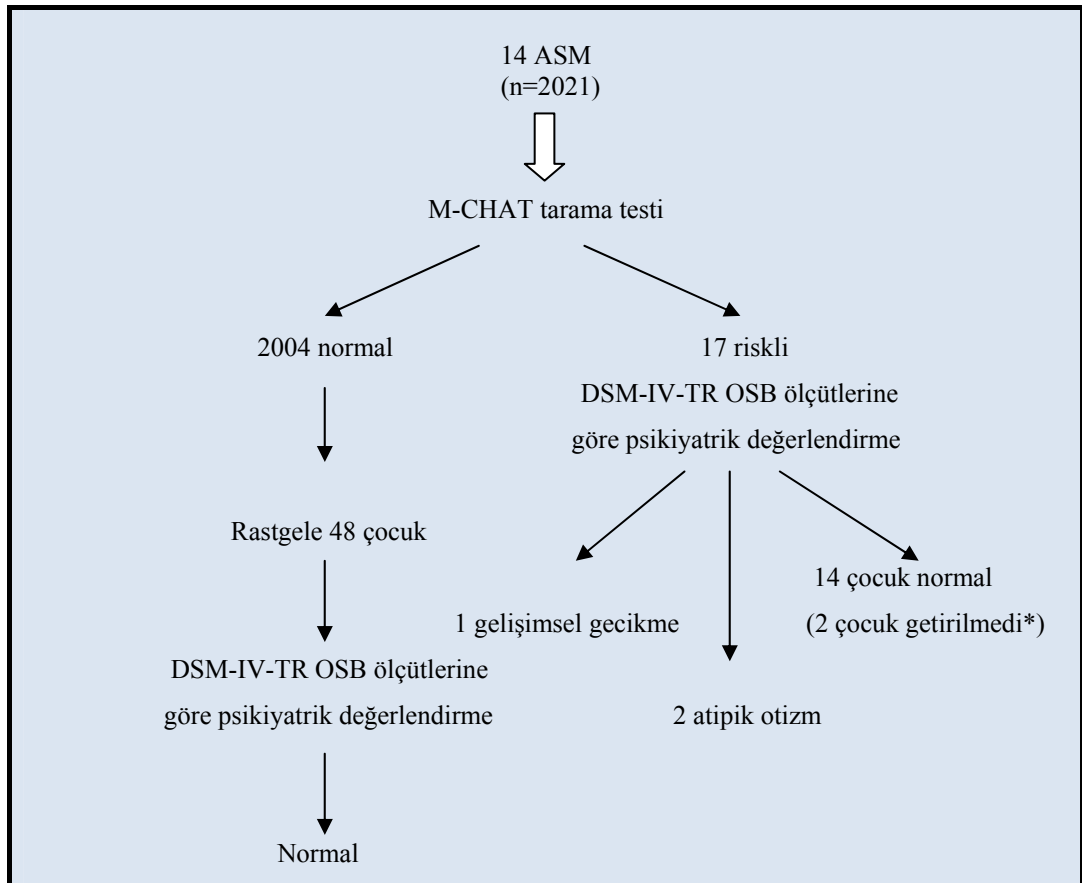 14 ASM
(n=2021)
M-CHAT tarama testi
2004 normal
Rastgele 48 çocuk
DSM-IV-TR OSB ölçütlerine
göre psikiyatrik değerlendirme
Normal
17 riskli
DSM-IV-TR OSB ölçütlerine
göre psikiyatrik değerlendirme
1 gelişimsel gecikme
2 atipik otizm
14 çocuk normal
(2 çocuk getirilmedi*)